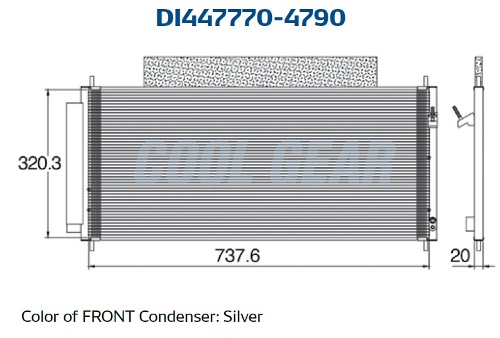 DI447770-4790
320.3
COOL GEAR
737.6
20
Color of FRONT Condenser: Silver